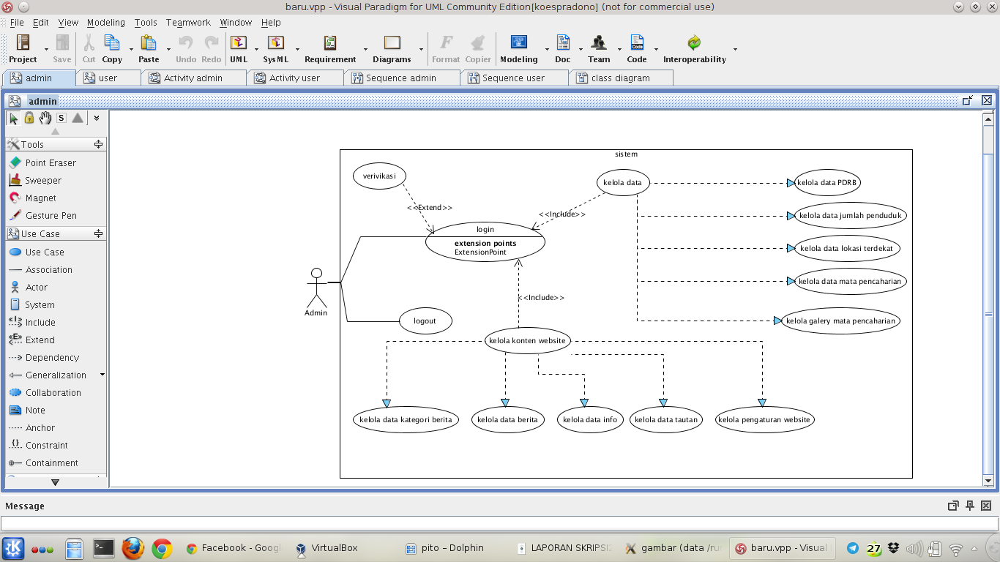 baru.vpp - Visual Paradigm for UML Community Edition[koespradono] (not for commercial use)
File Edit View Modeling Tools Teamwork Window Help
Project Save Cut Copy Paste Undo Redo UML SysML Requirement Diagrams Format Copier Modeling Doc Team Code Interoperability
admin user Activity admin Activity user Sequence admin Sequence user class diagram
admin
S
Tools
Point Eraser
Sweeper
Magnet
Gesture Pen
Use Case
Use Case
Association
Actor
System
Include
Extend
Dependency
Generalization
Collaboration
Note
Anchor
Constraint
Containment
sistem
verivikasi
kelola data
kelola data PDRB
<<Extend>>
<<Include>>
kelola data jumlah penduduk
login
extension points
ExtensionPoint
kelola data lokasi terdekat
kelola data mata pencaharian
<<Include>>
Admin
logout
kelola galery mata pencaharian
kelola konten website
kelola data kategori berita
kelola data berita
kelola data info
kelola data tautan
kelola pengaturan website
Message
Facebook - Googl VirtualBox pito – Dolphin LAPORAN SKRIPSI gambar (data /ru baru.vpp - Visual 27